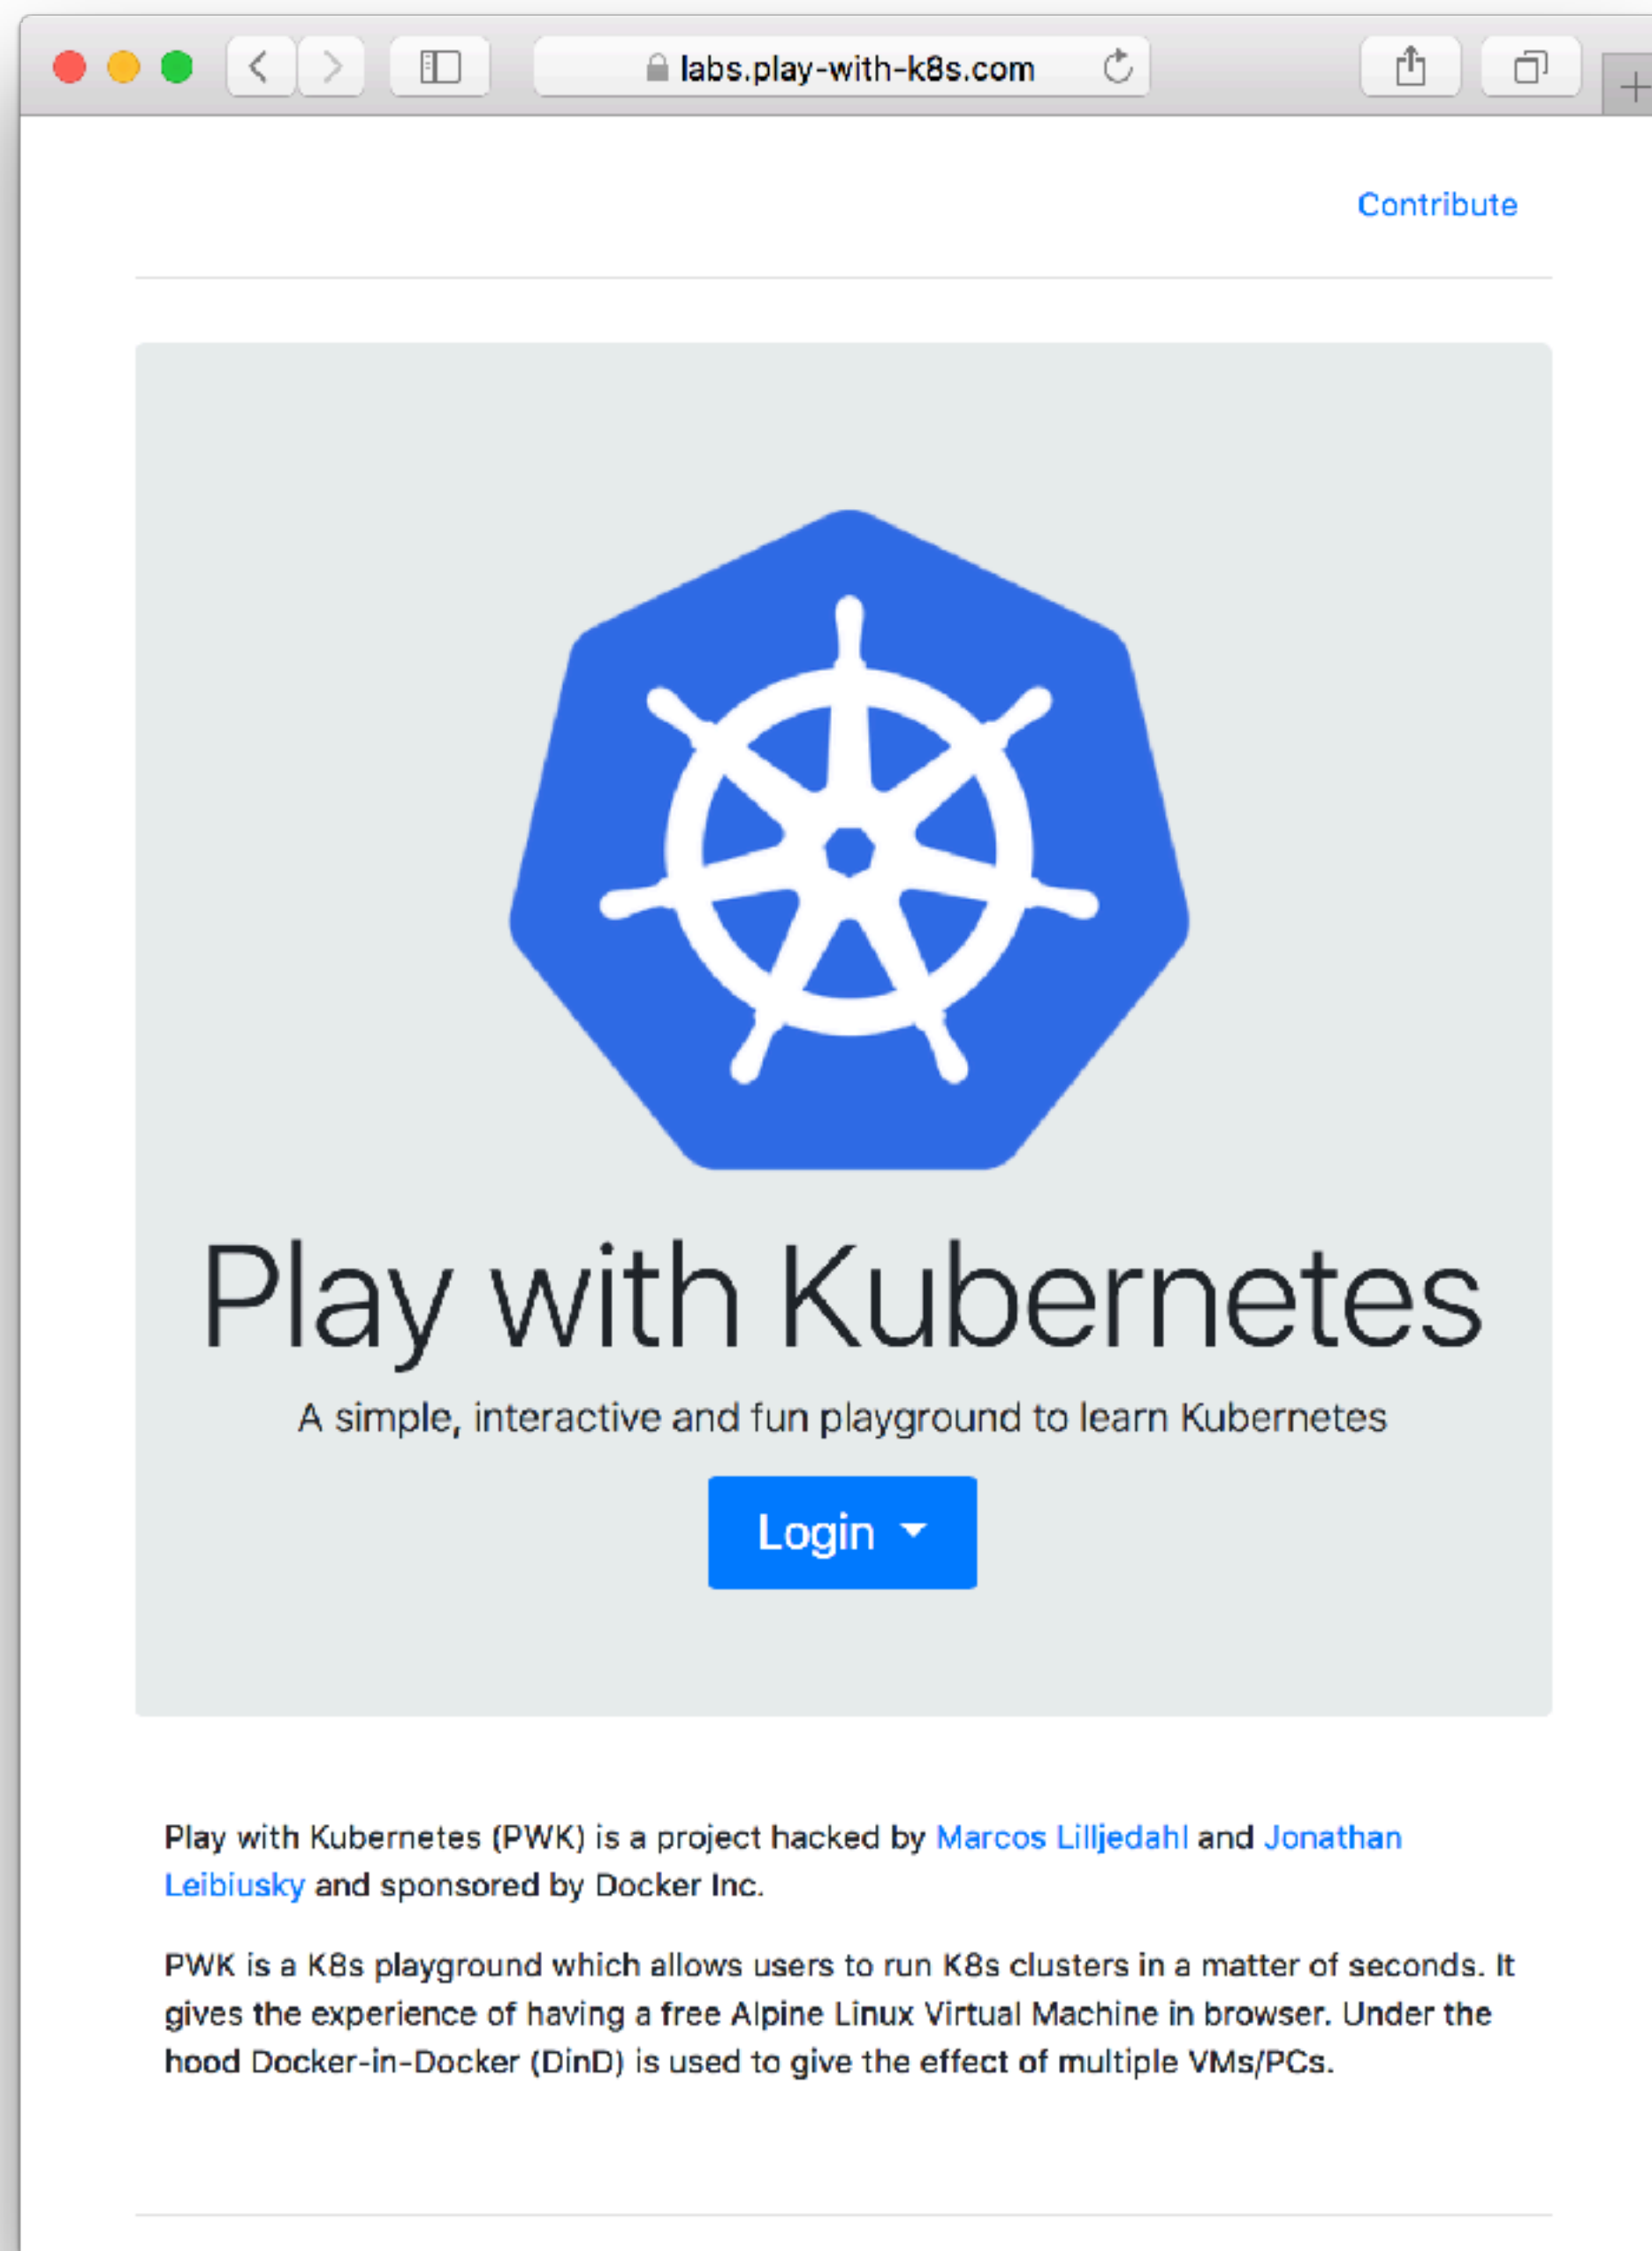 labs.play-with-k8s.com
Contribute
Play with Kubernetes
A simple, interactive and fun playground to learn Kubernetes
Login
Play with Kubernetes (PWK) is a project hacked by Marcos Lilljedahl and Jonathan
Leibiusky and sponsored by Docker Inc.
PWK is a K8s playground which allows users to run K8s clusters in a matter of seconds. It
gives the experience of having a free Alpine Linux Virtual Machine in browser. Under the
hood Docker-in-Docker (DinD) is used to give the effect of multiple VMs/PCs.